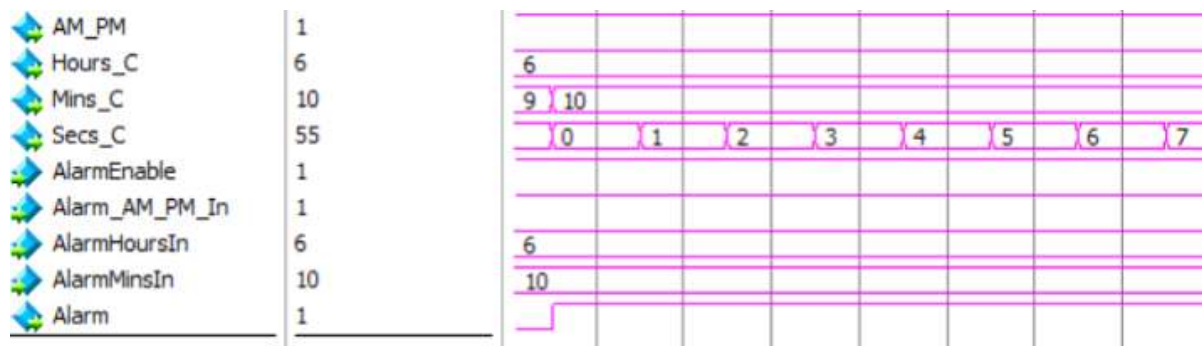 AM_PM 1
Hours_C 6 6
Mins_C 10 9 10
Secs_C 55 0 1 2 3 4 5 6 7
AlarmEnable 1
Alarm_AM_PM_In 1
AlarmHoursIn 6 6
AlarmMinsIn 10 10
Alarm 1